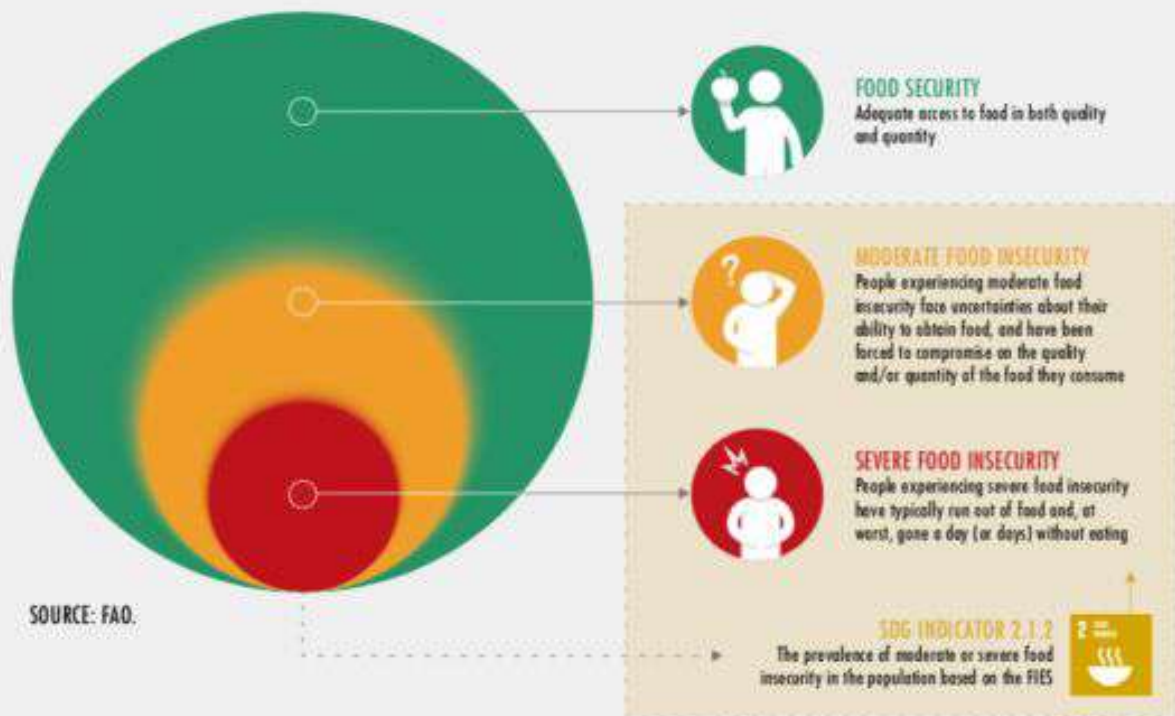 FOOD SECURITY
Adequate access to food in both quality
and quantity
MODERATE FOOD INSECURITY
People experiencing moderate food
insecurity face uncertainties about their
ability to obtain food, and have been
forced to compromise on the quality
and/or quantity of the food they consume
?
SEVERE FOOD INSECURITY
People experiencing severe food insecurity
have typically run out of food and, at
worst, gone a day (or days) without eating
SOURCE: FAO.
SDG INDICATOR 2.1.2
The prevalence of moderate or severe food
insecurity in the population based on the FIES
2